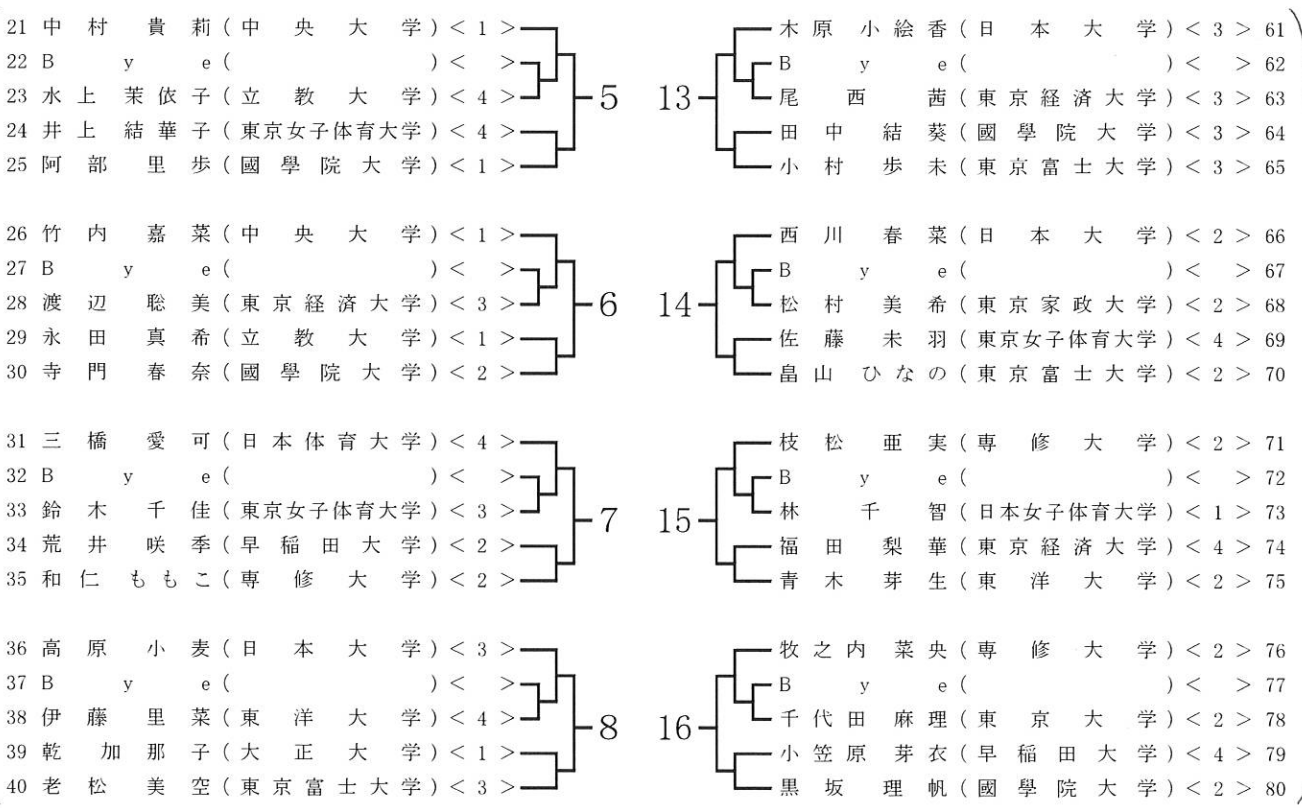 21 中村 貴莉 (中央大学) < 1 >
22 Bye ( ) < >
23 水上 茉依子 (立教大学) < 4 >
5
24 井上 結華子 (東京女子体育大学) < 4 >
25 阿部 里歩 (國學院大学) < 1 >
26 竹内 嘉菜 (中央大学) < 1 >
27 Bye ( ) < >
28 渡辺 聡美 (東京経済大学) < 3 >
6
29 永田 真希 (立教大学) < 1 >
30 寺門 春奈 (國學院大学) < 2 >
31 三橋 愛可 (日本体育大学) < 4 >
32 Bye ( ) < >
33 鈴木 千佳 (東京女子体育大学) < 3 >
7
34 荒井 咲季 (早稲田大学) < 2 >
35 和仁 ももこ (専修大学) < 2 >
36 高原 小麦 (日本大学) < 3 >
37 Bye ( ) < >
38 伊藤 里菜 (東洋大学) < 4 >
8
39 乾 加那子 (大正大学) < 1 >
40 老松 美空 (東京富士大学) < 3 >
木原 小絵香 (日本大学) < 3 > 61
Bye ( ) < > 62
13
尾西 茜 (東京経済大学) < 3 > 63
田中 結葵 (國學院大学) < 3 > 64
小村 歩未 (東京富士大学) < 3 > 65
西川 春菜 (日本大学) < 2 > 66
Bye ( ) < > 67
14
松村 美希 (東京家政大学) < 2 > 68
佐藤 未羽 (東京女子体育大学) < 4 > 69
畠山 ひなの (東京富士大学) < 2 > 70
枝松 亜実 (専修大学) < 2 > 71
Bye ( ) < > 72
15
林 千智 (日本女子体育大学) < 1 > 73
福田 梨華 (東京経済大学) < 4 > 74
青木 芽生 (東洋大学) < 2 > 75
牧之内 菜央 (専修大学) < 2 > 76
Bye ( ) < > 77
16
千代田 麻理 (東京大学) < 2 > 78
小笠原 芽衣 (早稲田大学) < 4 > 79
黒坂 理帆 (國學院大学) < 2 > 80